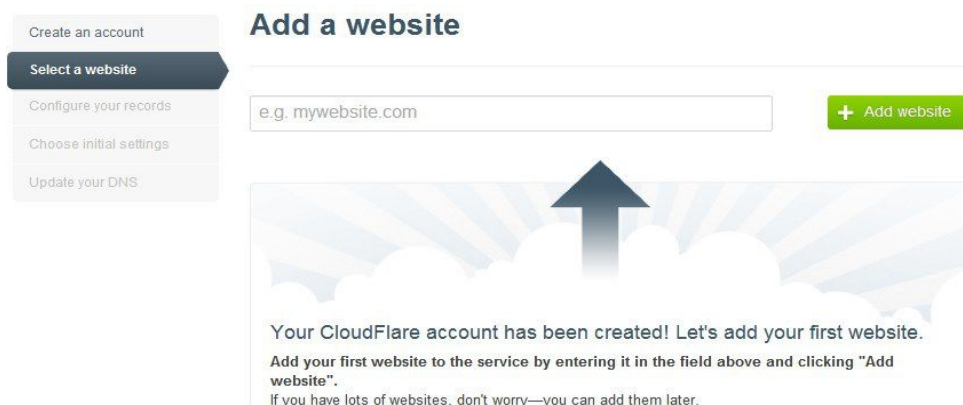 Create an account
Select a website
Configure your records
Choose initial settings
Update your DNS
Add a website
e.g. mywebsite.com
+ Add website
Your CloudFlare account has been created! Let's add your first website.
Add your first website to the service by entering it in the field above and clicking "Add
website".
If you have lots of websites, don't worry—you can add them later.